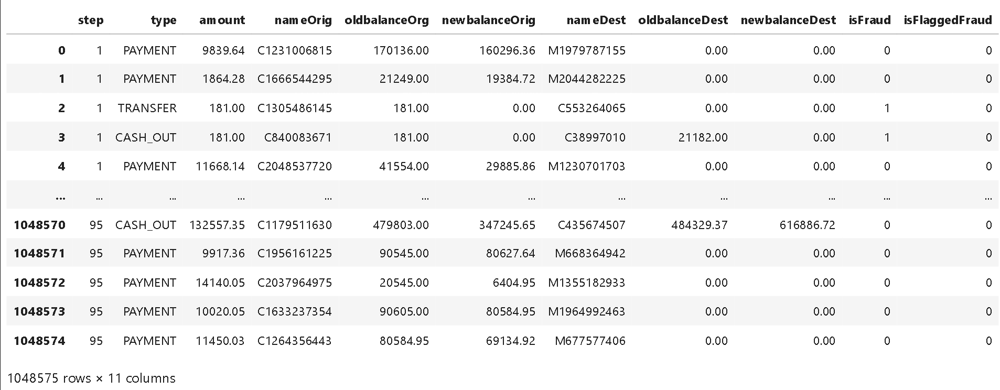 step type amount nameOrig oldbalanceOrg newbalanceOrig nameDest oldbalanceDest newbalanceDest isFraud isFlaggedFraud
0 1 PAYMENT 9839.64 C1231006815 170136.00 160296.36 M1979787155 0.00 0.00 0 0
1 1 PAYMENT 1864.28 C1666544295 21249.00 19384.72 M2044282225 0.00 0.00 0 0
2 1 TRANSFER 181.00 C1305486145 181.00 0.00 C553264065 0.00 0.00 1 0
3 1 CASH_OUT 181.00 C840083671 181.00 0.00 C38997010 21182.00 0.00 1 0
4 1 PAYMENT 11668.14 C2048537720 41554.00 29885.86 M1230701703 0.00 0.00 0 0
... ... ... ... ... ... ... ... ... ... ... ...
1048570 95 CASH_OUT 132557.35 C1179511630 479803.00 347245.65 C435674507 484329.37 616886.72 0 0
1048571 95 PAYMENT 9917.36 C1956161225 90545.00 80627.64 M668364942 0.00 0.00 0 0
1048572 95 PAYMENT 14140.05 C2037964975 20545.00 6404.95 M1355182933 0.00 0.00 0 0
1048573 95 PAYMENT 10020.05 C1633237354 90605.00 80584.95 M1964992463 0.00 0.00 0 0
1048574 95 PAYMENT 11450.03 C1264356443 80584.95 69134.92 M677577406 0.00 0.00 0 0
1048575 rows × 11 columns